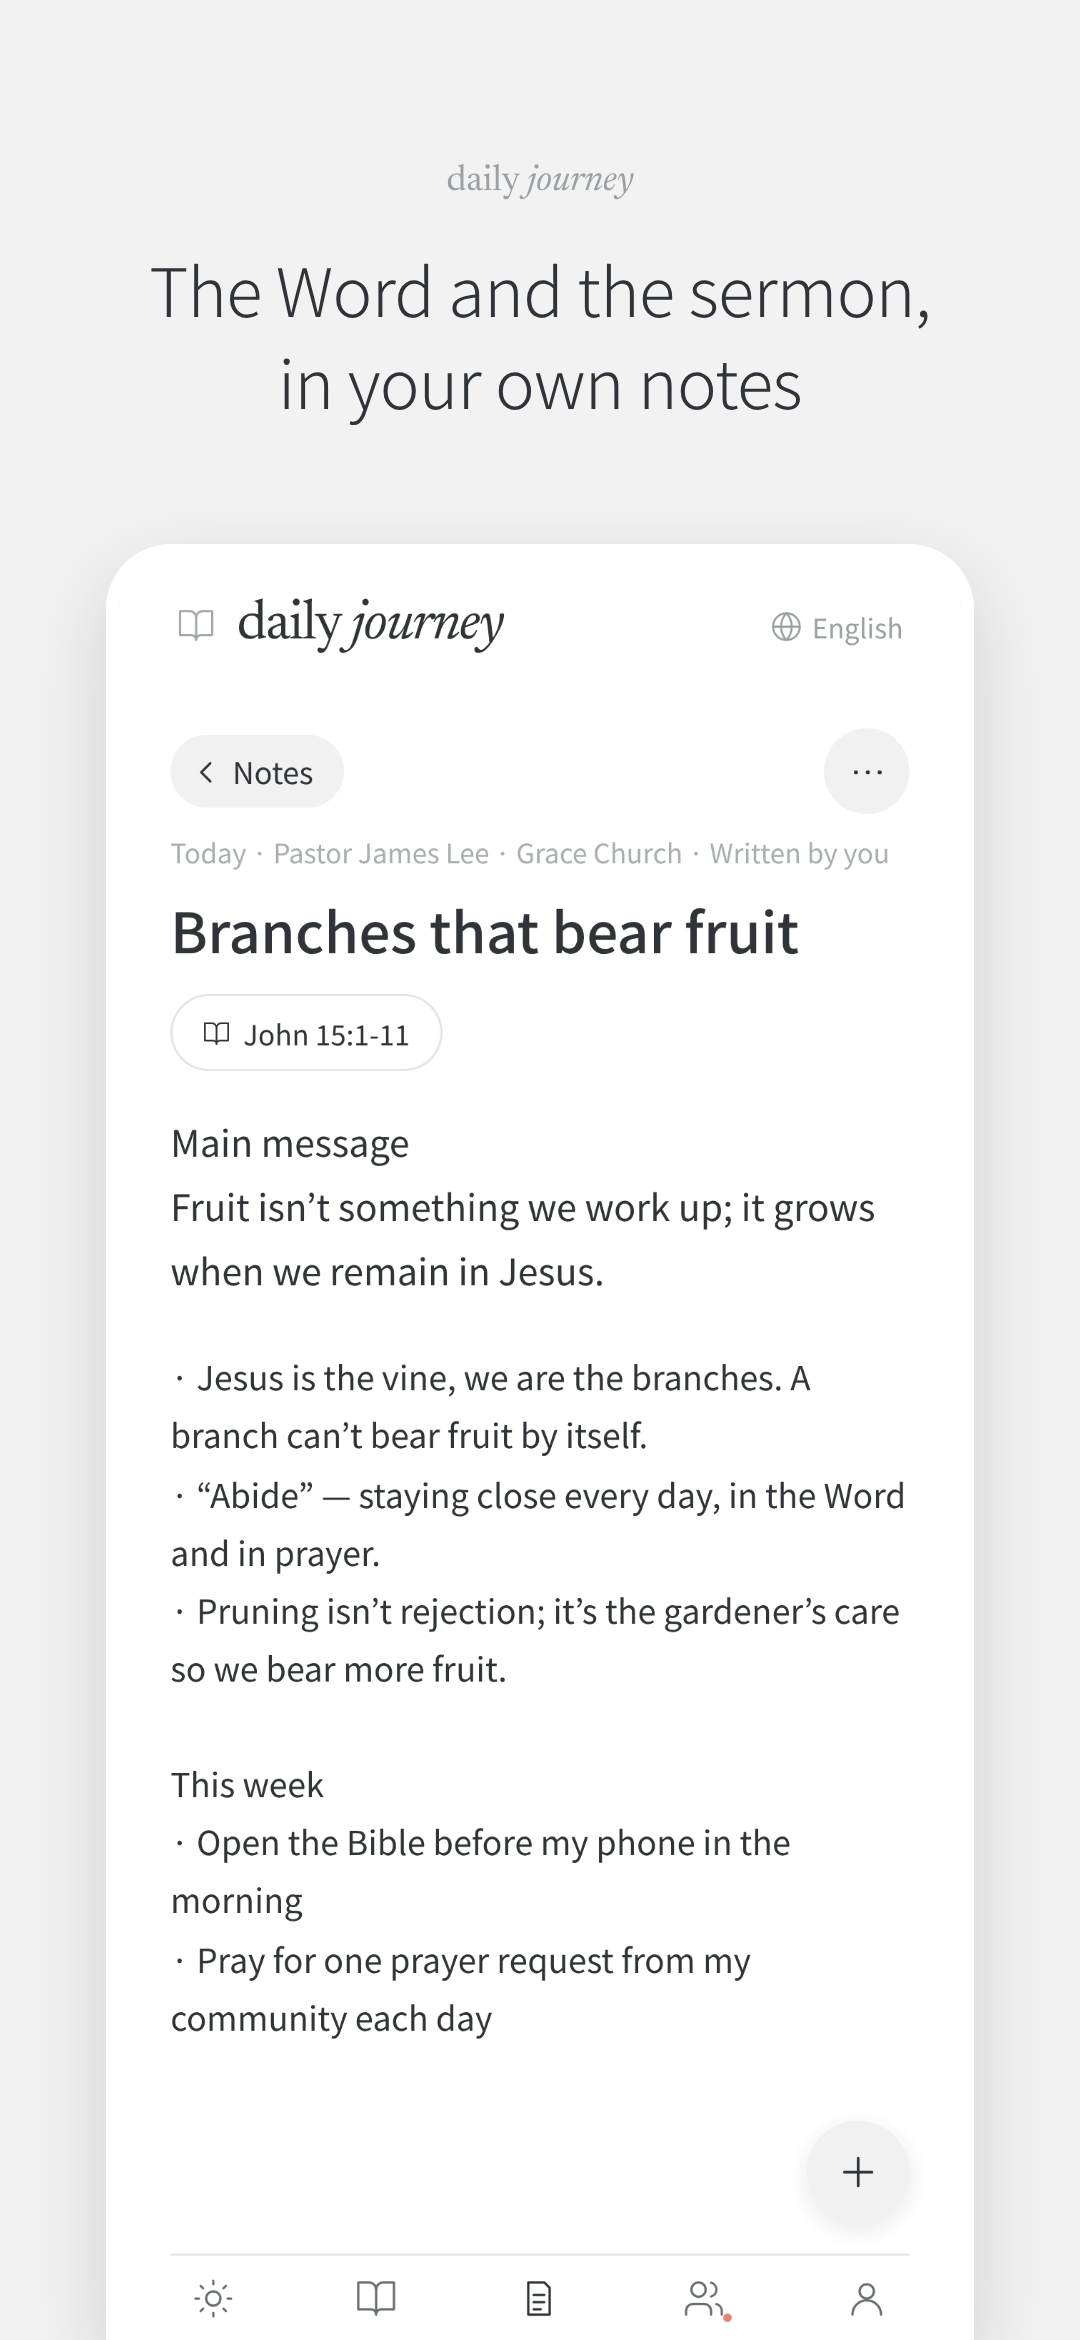 daily journey
The Word and the sermon,
in your own notes
daily journey
English
Notes
···
Today · Pastor James Lee · Grace Church · Written by you
Branches that bear fruit
John 15:1-11
Main message
Fruit isn’t something we work up; it grows
when we remain in Jesus.
· Jesus is the vine, we are the branches. A
branch can’t bear fruit by itself.
· “Abide” — staying close every day, in the Word
and in prayer.
· Pruning isn’t rejection; it’s the gardener’s care
so we bear more fruit.
This week
· Open the Bible before my phone in the
morning
· Pray for one prayer request from my
community each day